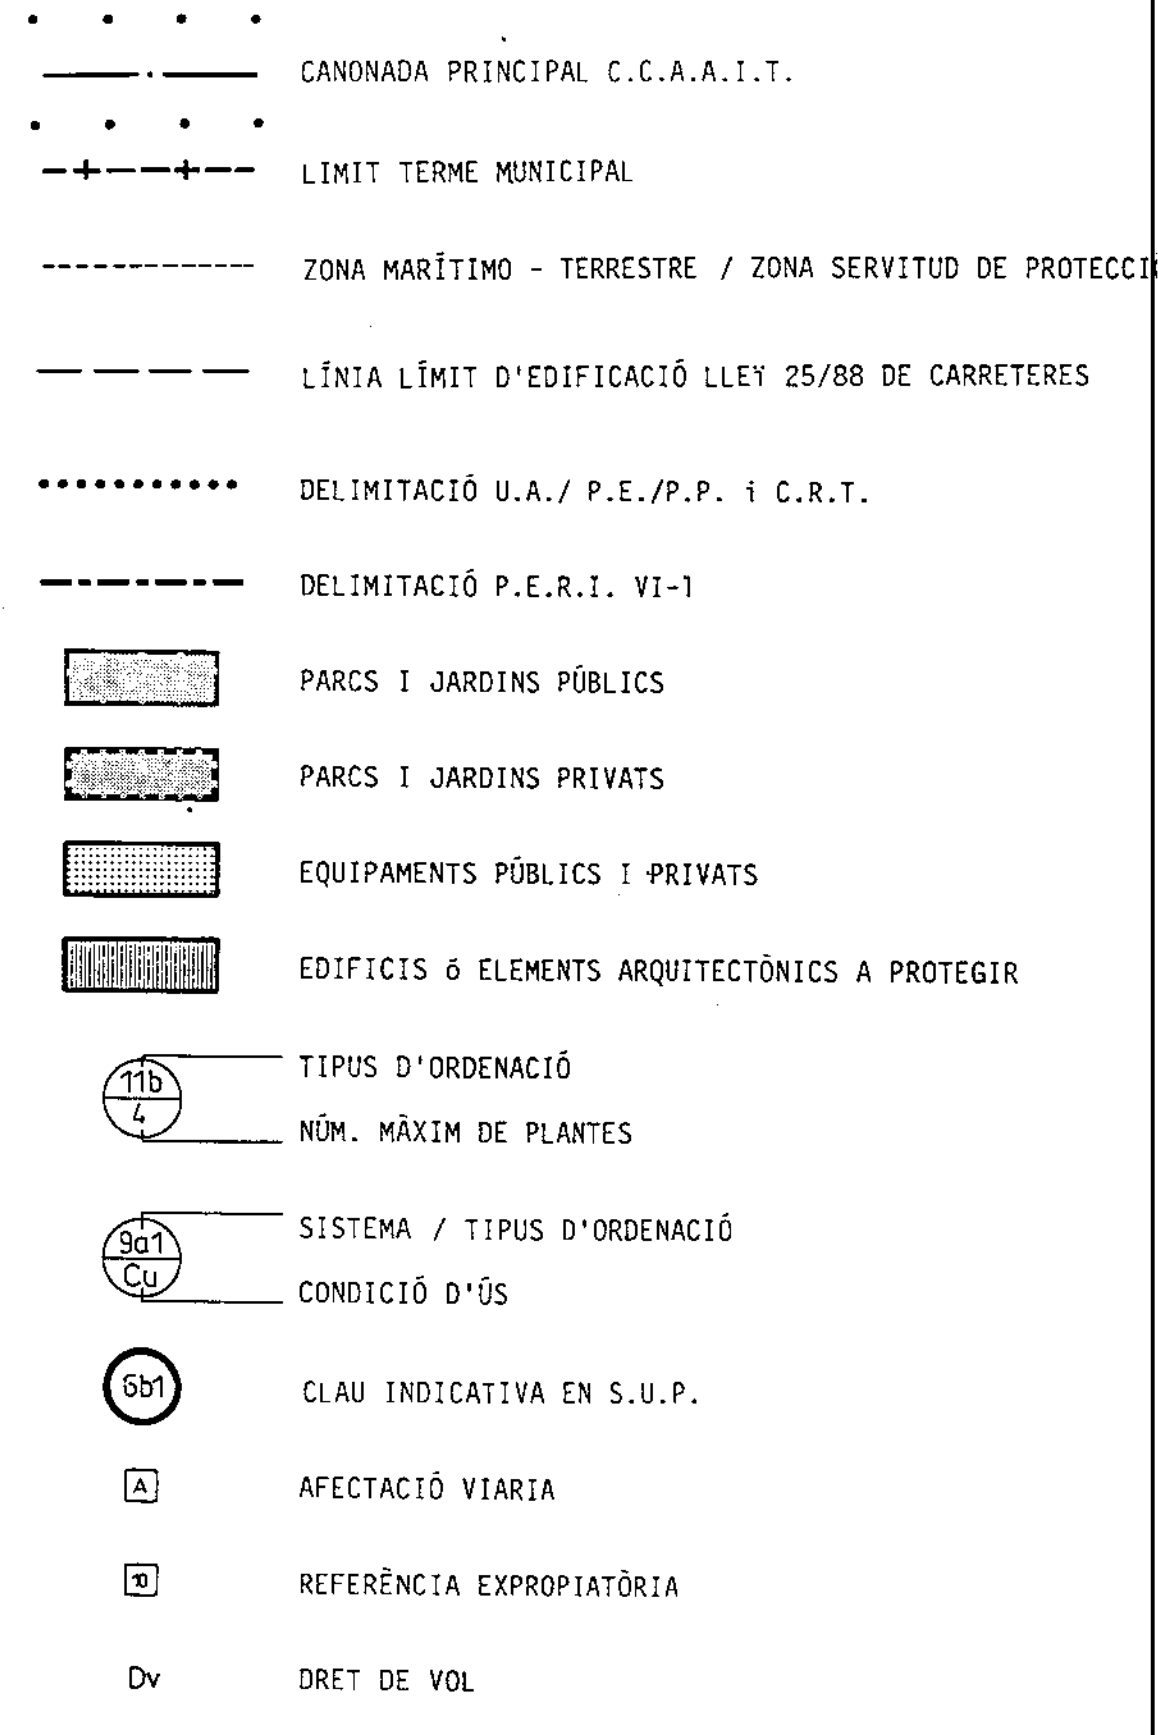 CANONADA PRINCIPAL C.C.A.A.I.T.
LIMIT TERME MUNICIPAL
ZONA MARÍTIMO - TERRESTRE / ZONA SERVITUD DE PROTECCI
LÍNIA LÍMIT D'EDIFICACIÓ LLEÏ 25/88 DE CARRETERES
DELIMITACIÓ U.A./ P.E./P.P. i C.R.T.
DELIMITACIÓ P.E.R.I. VI-1
PARCS I JARDINS PÚBLICS
PARCS I JARDINS PRIVATS
EQUIPAMENTS PÚBLICS I PRIVATS
EDIFICIS ó ELEMENTS ARQUITECTÒNICS A PROTEGIR
11b TIPUS D'ORDENACIÓ
4 NÚM. MÀXIM DE PLANTES
9a1 SISTEMA / TIPUS D'ORDENACIÓ
Cu CONDICIÓ D'ÚS
6b1 CLAU INDICATIVA EN S.U.P.
A AFECTACIÓ VIARIA
10 REFERÈNCIA EXPROPIATÒRIA
Dv DRET DE VOL